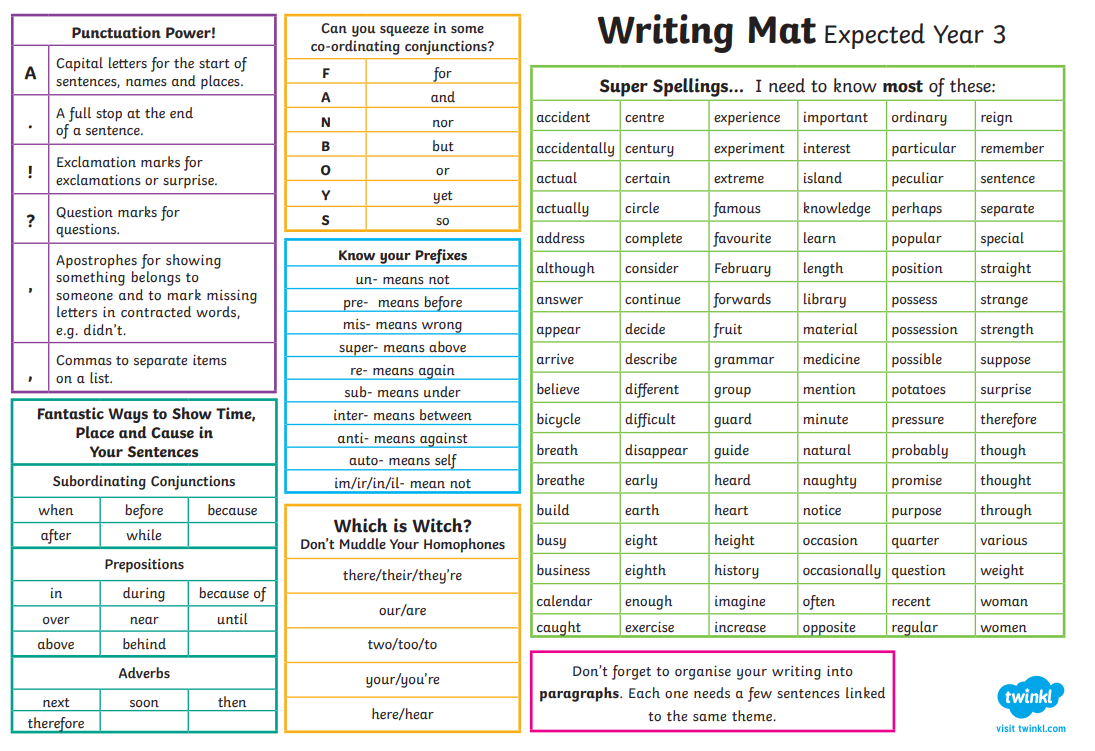 Writing Mat Expected Year 3
Punctuation Power!
A Capital letters for the start of
sentences, names and places.
. A full stop at the end
of a sentence.
! Exclamation marks for
exclamations or surprise.
? Question marks for
questions.
Apostrophes for showing
something belongs to
' someone and to mark missing
letters in contracted words,
e.g. didn't.
, Commas to separate items
on a list.
Fantastic Ways to Show Time,
Place and Cause in
Your Sentences
Subordinating Conjunctions
when before because
after while
Prepositions
in during because of
over near until
above behind
Adverbs
next soon then
therefore
Can you squeeze in some
co-ordinating conjunctions?
F for
A and
N nor
B but
O or
Y yet
S so
Know your Prefixes
un- means not
pre- means before
mis- means wrong
super- means above
re- means again
sub- means under
inter- means between
anti- means against
auto- means self
im/ir/in/il- mean not
Which is Witch?
Don't Muddle Your Homophones
there/their/they're
our/are
two/too/to
your/you're
here/hear
Super Spellings... I need to know most of these:
accident centre experience important ordinary reign
accidentally century experiment interest particular remember
actual certain extreme island peculiar sentence
actually circle famous knowledge perhaps separate
address complete favourite learn popular special
although consider February length position straight
answer continue forwards library possess strange
appear decide fruit material possession strength
arrive describe grammar medicine possible suppose
believe different group mention potatoes surprise
bicycle difficult guard minute pressure therefore
breath disappear guide natural probably though
breathe early heard naughty promise thought
build earth heart notice purpose through
busy eight height occasion quarter various
business eighth history occasionally question weight
calendar enough imagine often recent woman
caught exercise increase opposite regular women
Don't forget to organise your writing into
paragraphs. Each one needs a few sentences linked
to the same theme.
twinkl
visit twinkl.com